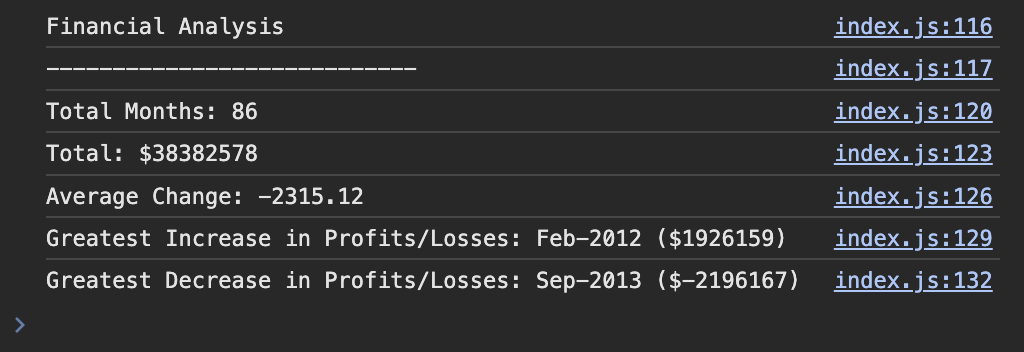 Financial Analysis index.js:116
---------------------------- index.js:117
Total Months: 86 index.js:120
Total: $38382578 index.js:123
Average Change: -2315.12 index.js:126
Greatest Increase in Profits/Losses: Feb-2012 ($1926159) index.js:129
Greatest Decrease in Profits/Losses: Sep-2013 ($-2196167) index.js:132